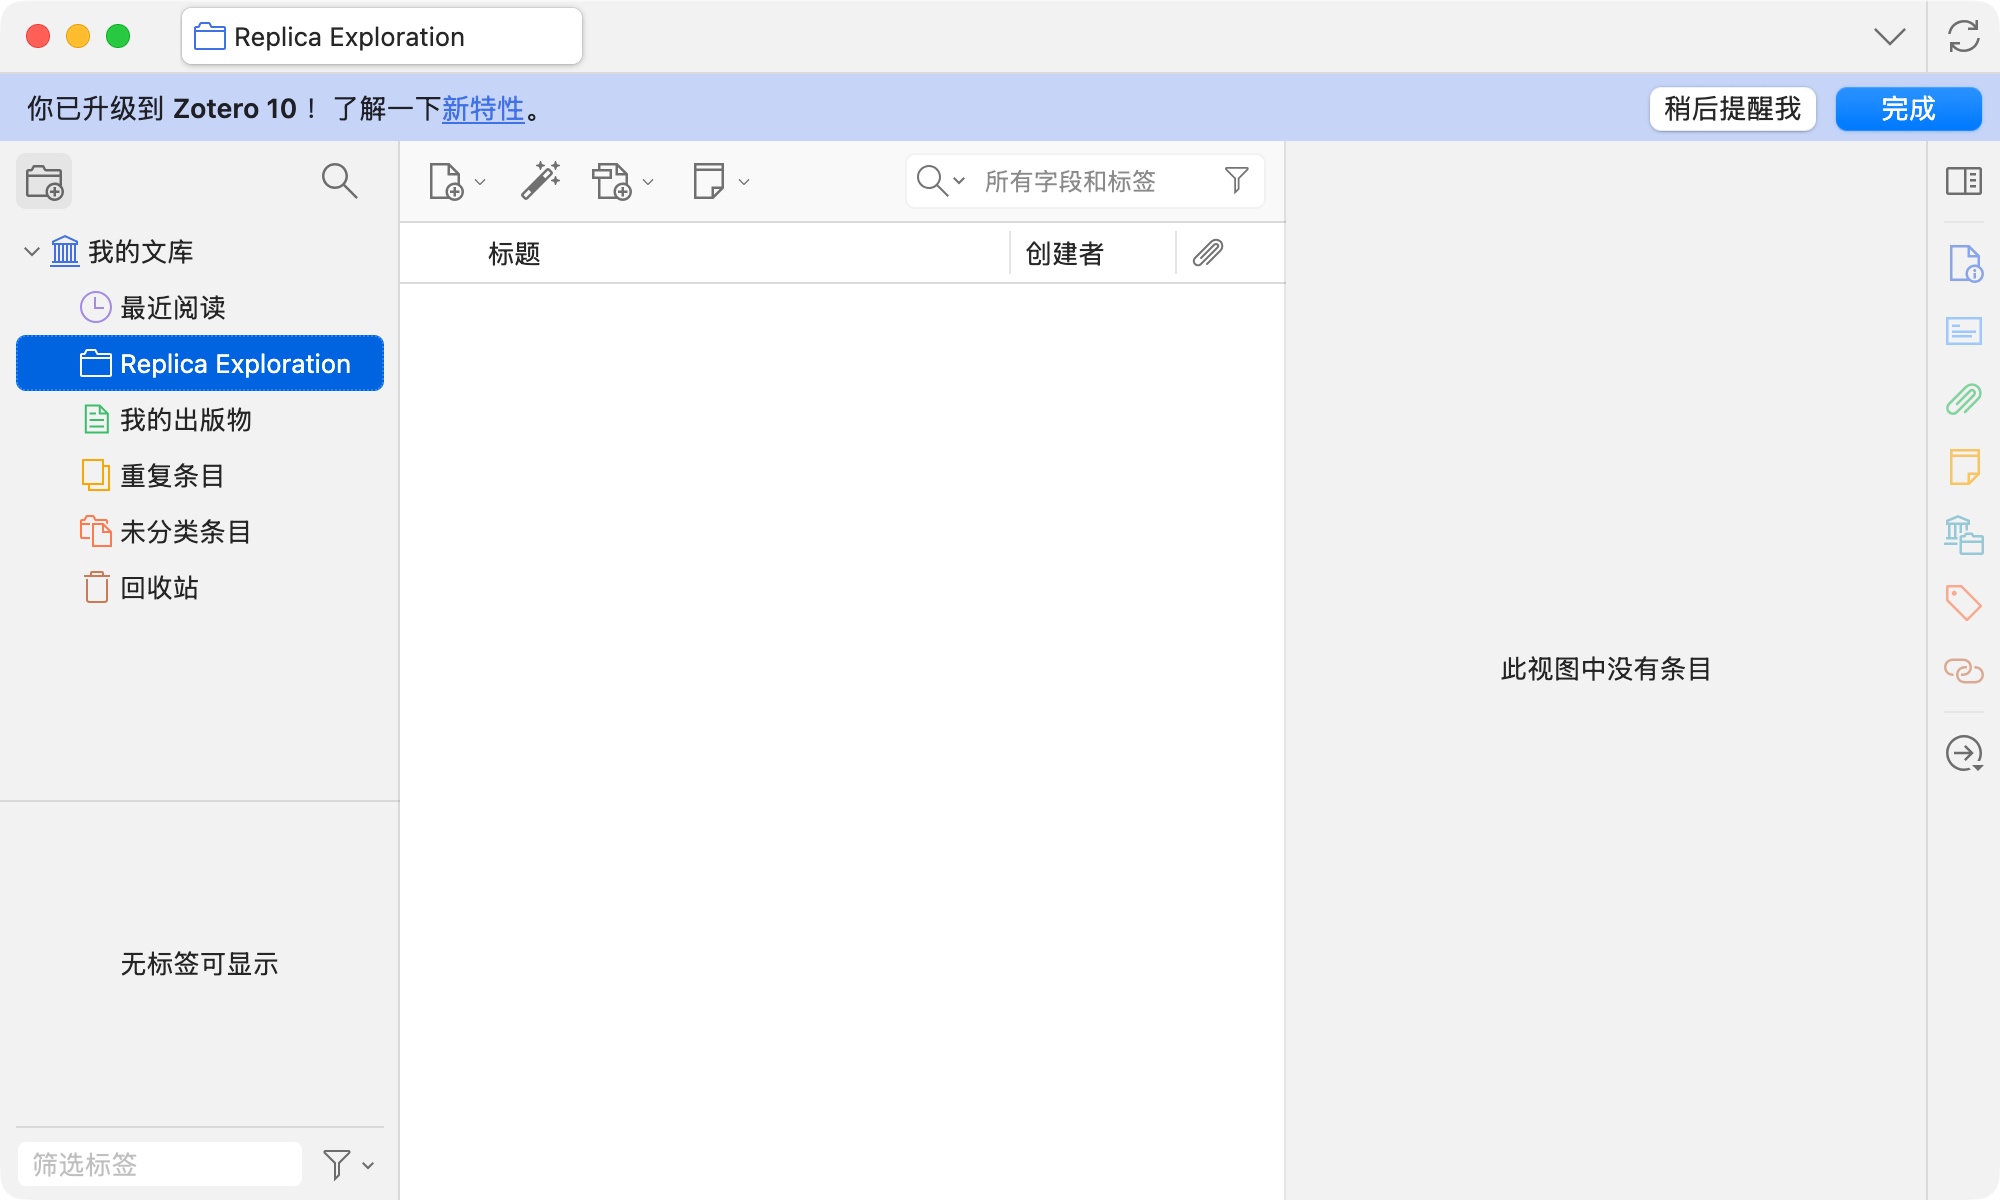 Replica Exploration
你已升级到 Zotero 10！了解一下新特性。
稍后提醒我
完成
所有字段和标签
我的文库
最近阅读
Replica Exploration
我的出版物
重复条目
未分类条目
回收站
标题
创建者
此视图中没有条目
无标签可显示
筛选标签